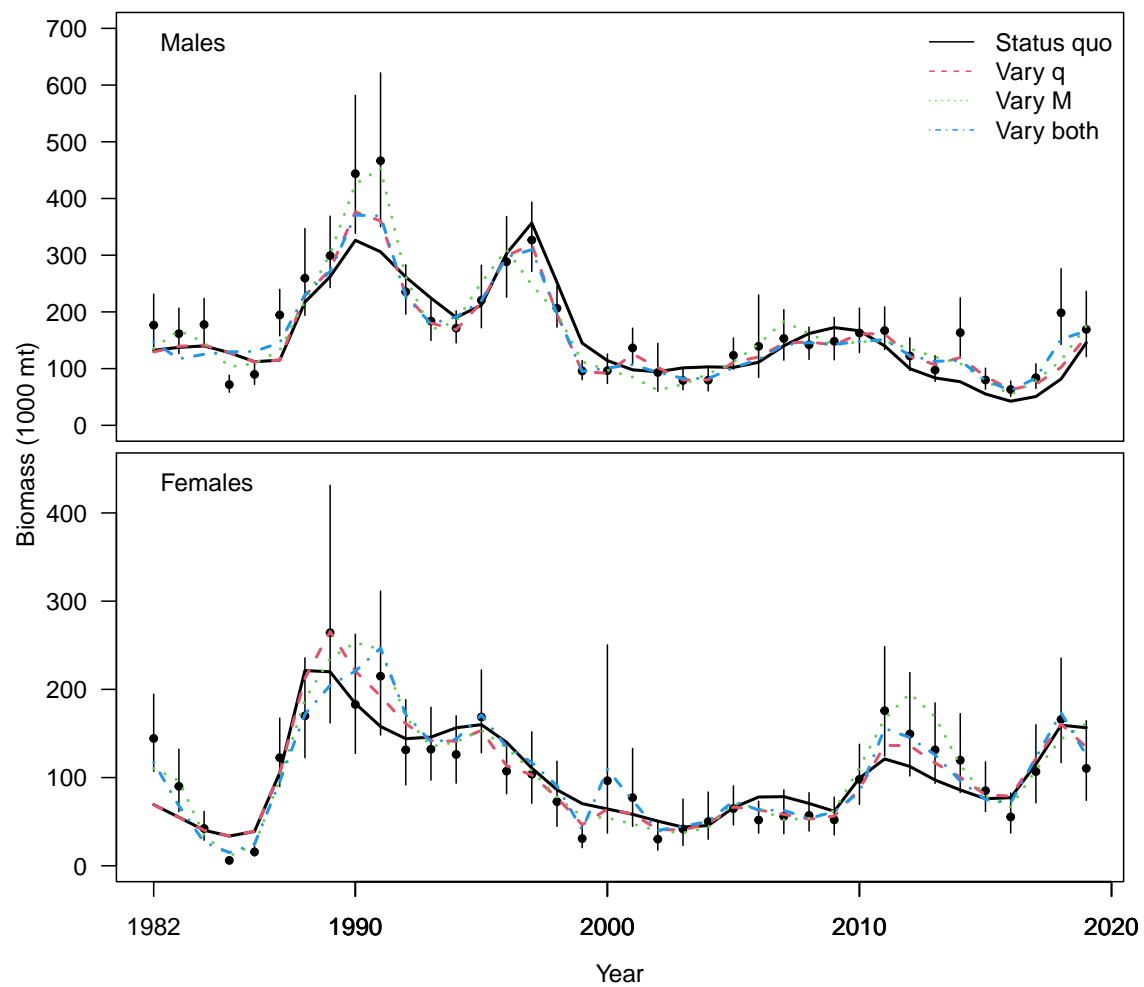 700
600
500
400
300
200
100
0
Males
Status quo
Vary q
Vary M
Vary both
Biomass (1000 mt)
Females
400
300
200
100
0
1982 1990 2000 2010 2020
Year